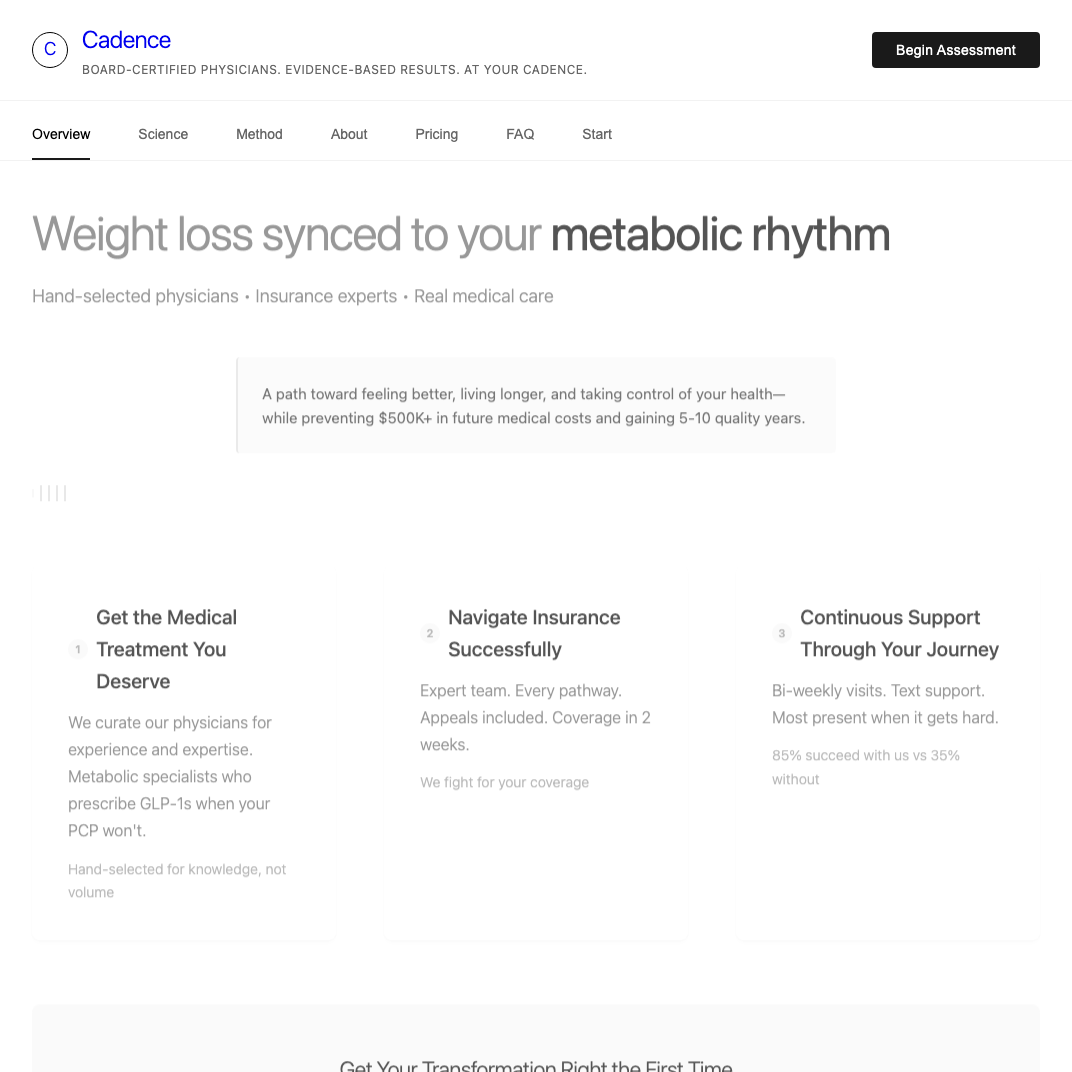 C
Cadence
BOARD-CERTIFIED PHYSICIANS. EVIDENCE-BASED RESULTS. AT YOUR CADENCE.
Begin Assessment
Overview
Science
Method
About
Pricing
FAQ
Start
Weight loss synced to your metabolic rhythm
Hand-selected physicians • Insurance experts • Real medical care
A path toward feeling better, living longer, and taking control of your health—
while preventing $500K+ in future medical costs and gaining 5-10 quality years.
1
Get the Medical
Treatment You
Deserve
We curate our physicians for
experience and expertise.
Metabolic specialists who
prescribe GLP-1s when your
PCP won't.
Hand-selected for knowledge, not
volume
2
Navigate Insurance
Successfully
Expert team. Every pathway.
Appeals included. Coverage in 2
weeks.
We fight for your coverage
3
Continuous Support
Through Your Journey
Bi-weekly visits. Text support.
Most present when it gets hard.
85% succeed with us vs 35%
without
Get Your Transformation Right the First Time